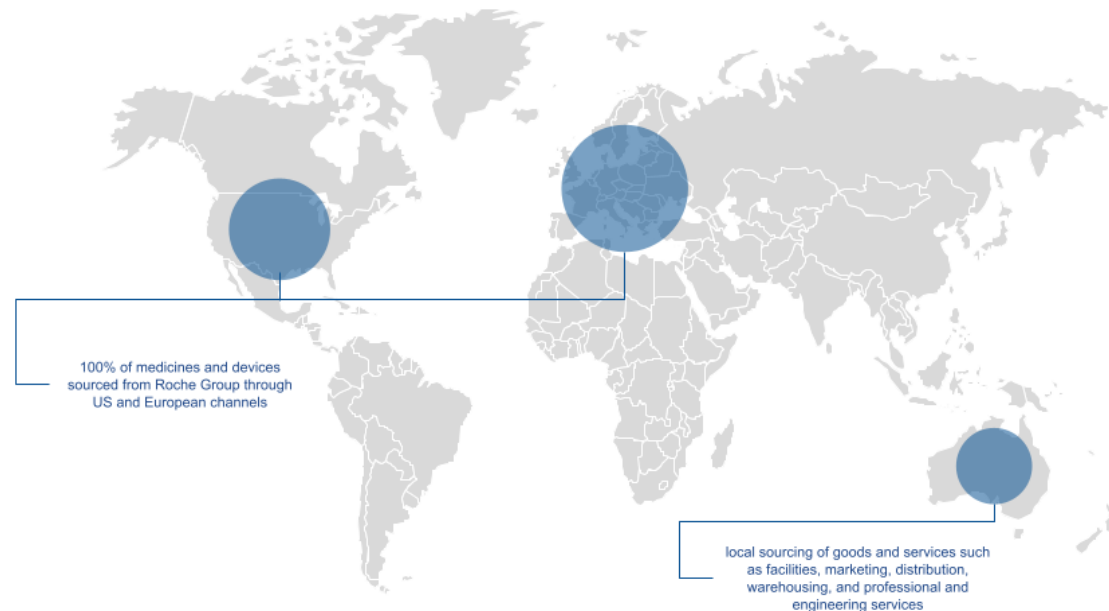 100% of medicines and devices
sourced from Roche Group through
US and European channels
local sourcing of goods and services such
as facilities, marketing, distribution,
warehousing, and professional and
engineering services